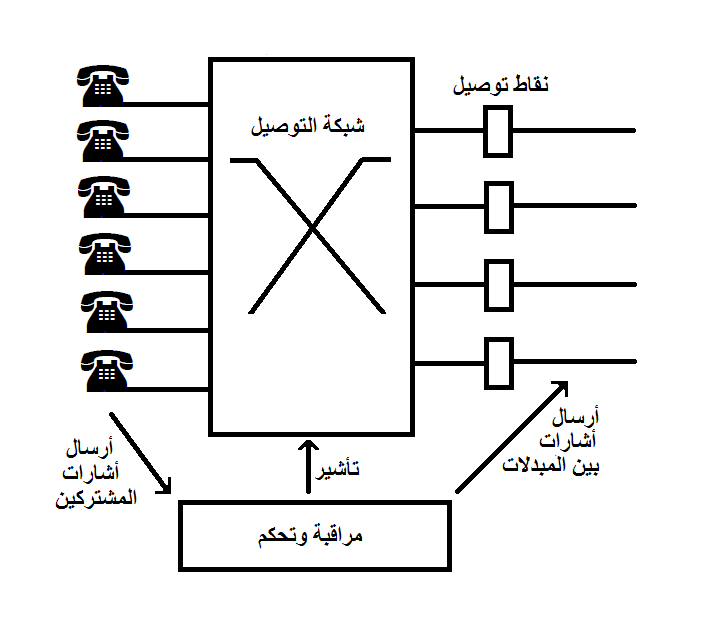 نقاط توصيل
شبكة التوصيل
أرسال
أشارات
بين المبدلات
أرسال
أشارات
المشتركين
تأشير
مراقبة وتحكم